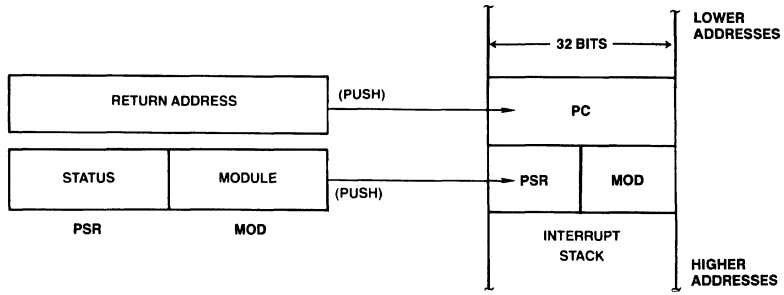 LOWER
ADDRESSES
32 BITS
RETURN ADDRESS
(PUSH)
PC
STATUS
MODULE
(PUSH)
PSR
MOD
PSR
MOD
INTERRUPT
STACK
HIGHER
ADDRESSES